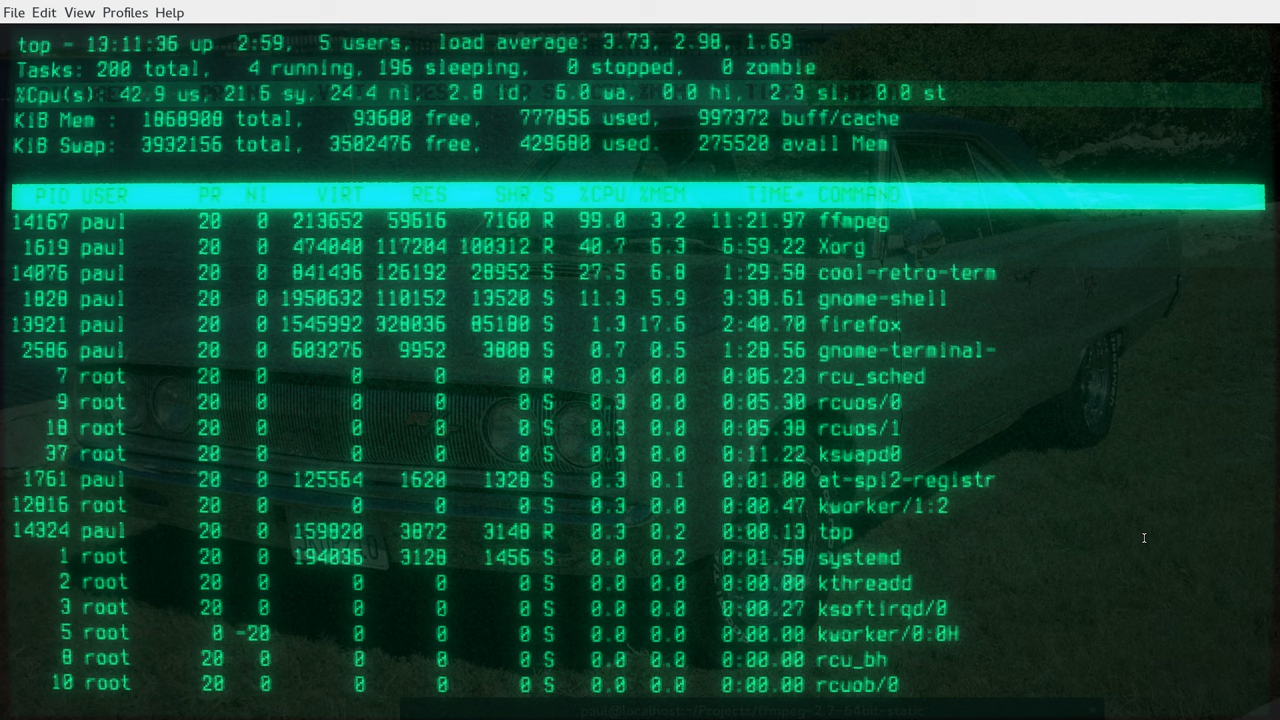 File Edit View Profiles Help
top - 13:11:36 up 2:59, 5 users, load average: 3.73, 2.98, 1.69
Tasks: 200 total, 4 running, 196 sleeping, 0 stopped, 0 zombie
%Cpu(s): 42.9 us, 21.6 sy, 24.4 ni, 2.8 id, 6.0 wa, 0.0 hi, 2.3 si, 0.0 st
KiB Mem : 1868908 total, 93680 free, 777856 used, 997372 buff/cache
KiB Swap: 3932156 total, 3502476 free, 429680 used. 275520 avail Mem
PID USER PR NI VIRT RES SHR S %CPU %MEM TIME+ COMMAND
14167 paul 20 0 213652 59616 7160 R 99.0 3.2 11:21.97 ffmpeg
1619 paul 20 0 474040 117204 100312 R 40.7 6.3 6:59.22 Xorg
14076 paul 20 0 841436 126192 28952 S 27.5 6.8 1:29.58 cool-retro-term
1828 paul 20 0 1950632 110152 13520 S 11.3 5.9 3:38.61 gnome-shell
13921 paul 20 0 1545992 328036 85180 S 1.3 17.6 2:40.70 firefox
2586 paul 20 0 603276 9952 3808 S 0.7 0.5 1:28.56 gnome-terminal-
7 root 20 0 0 0 0 R 0.3 0.0 0:06.23 rcu_sched
9 root 20 0 0 0 0 S 0.3 0.0 0:05.30 rcuos/0
18 root 20 0 0 0 0 S 0.3 0.0 0:05.38 rcuos/1
37 root 20 0 0 0 0 S 0.3 0.0 0:11.22 kswapd0
1761 paul 20 0 125564 1620 1328 S 0.3 0.1 0:01.00 at-spi2-registr
12816 root 20 0 0 0 0 S 0.3 0.0 0:00.47 kworker/1:2
14324 paul 20 0 159820 3872 3148 R 0.3 0.2 0:00.13 top
1 root 20 0 194036 3128 1456 S 0.0 0.2 0:01.58 systemd
2 root 20 0 0 0 0 S 0.0 0.0 0:00.00 kthreadd
3 root 20 0 0 0 0 S 0.0 0.0 0:00.27 ksoftirqd/0
5 root 0 -20 0 0 0 S 0.0 0.0 0:00.00 kworker/0:0H
8 root 20 0 0 0 0 S 0.0 0.0 0:00.00 rcu_bh
10 root 20 0 0 0 0 S 0.0 0.0 0:00.00 rcuob/0
paul@localhost:~/Projects/ffmpeg-2.7-64bit-static